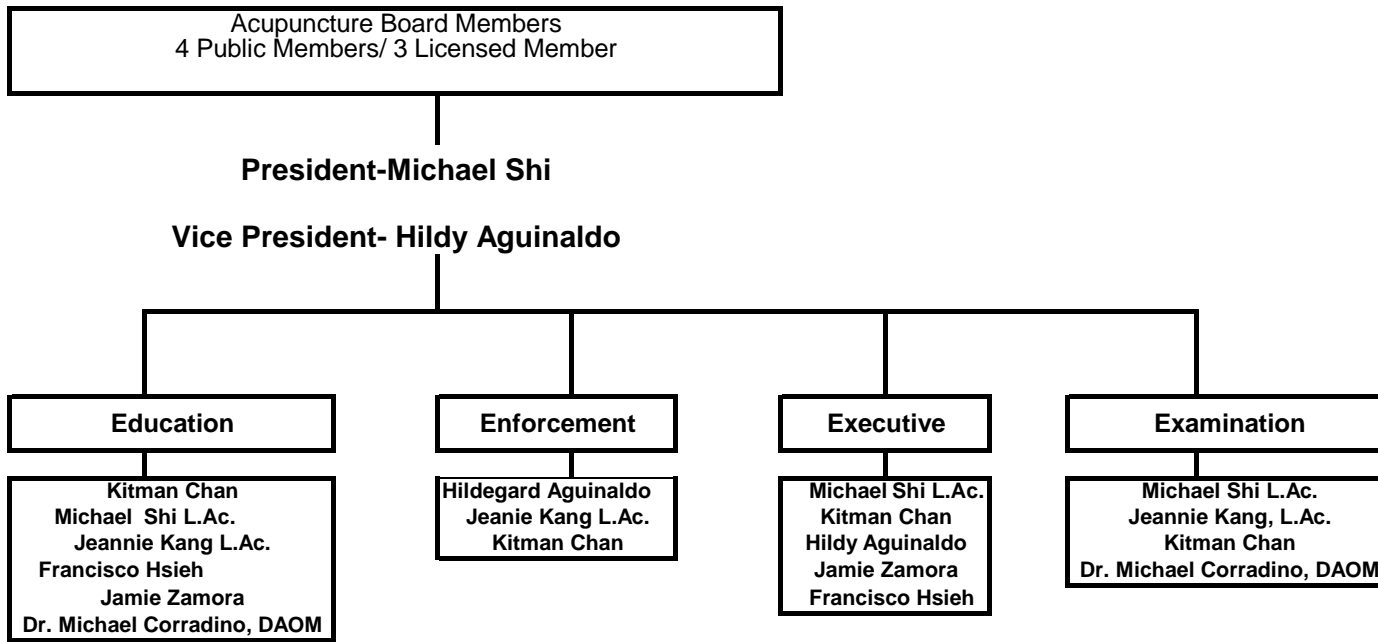 Acupuncture Board Members
4 Public Members/ 3 Licensed Member
President-Michael Shi
Vice President- Hildy Aguinaldo
Education
Kitman Chan
Michael Shi L.Ac.
Jeannie Kang L.Ac.
Francisco Hsieh
Jamie Zamora
Dr. Michael Corradino, DAOM
Enforcement
Hildegard Aguinaldo
Jeanie Kang L.Ac.
Kitman Chan
Executive
Michael Shi L.Ac.
Kitman Chan
Hildy Aguinaldo
Jamie Zamora
Francisco Hsieh
Examination
Michael Shi L.Ac.
Jeannie Kang, L.Ac.
Kitman Chan
Dr. Michael Corradino, DAOM